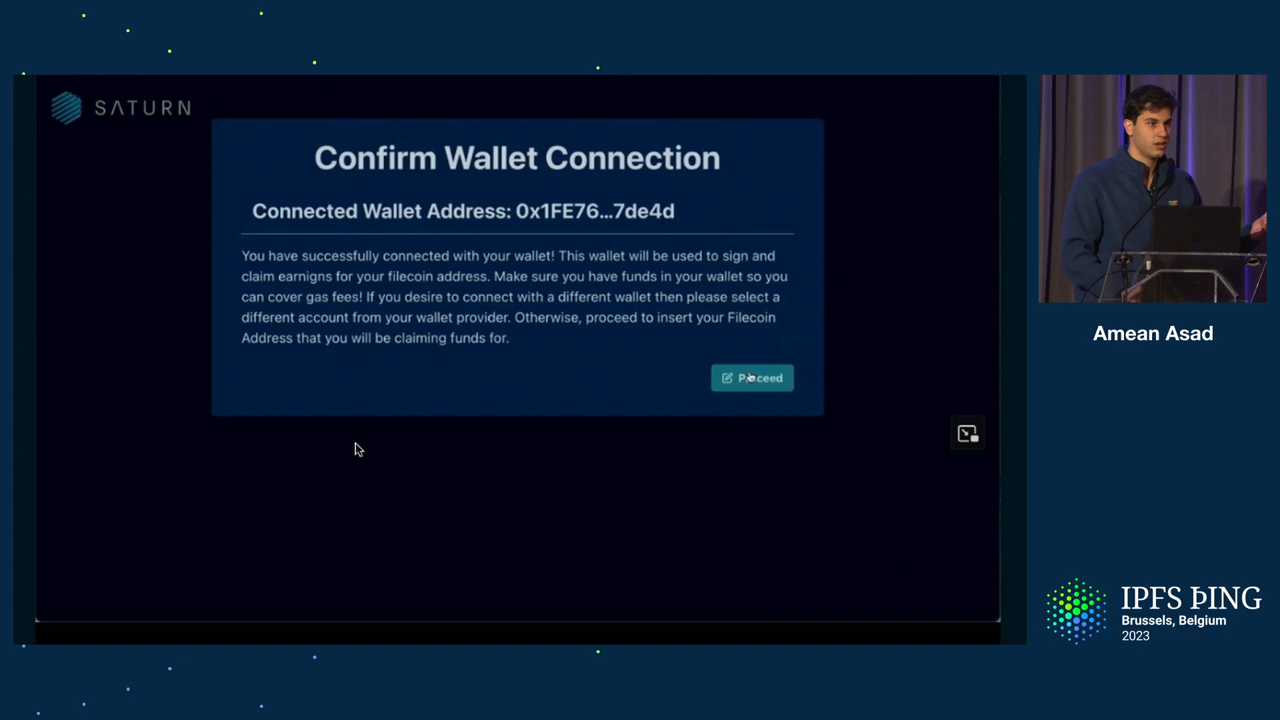 SATURN
Confirm Wallet Connection
Connected Wallet Address: 0x1FE76...7de4d
You have successfully connected with your wallet! This wallet will be used to sign and
claim earnigns for your filecoin address. Make sure you have funds in your wallet so you
can cover gas fees! If you desire to connect with a different wallet then please select a
different account from your wallet provider. Otherwise, proceed to insert your Filecoin
Address that you will be claiming funds for.
Proceed
Amean Asad
IPFS ÞING
Brussels, Belgium
2023